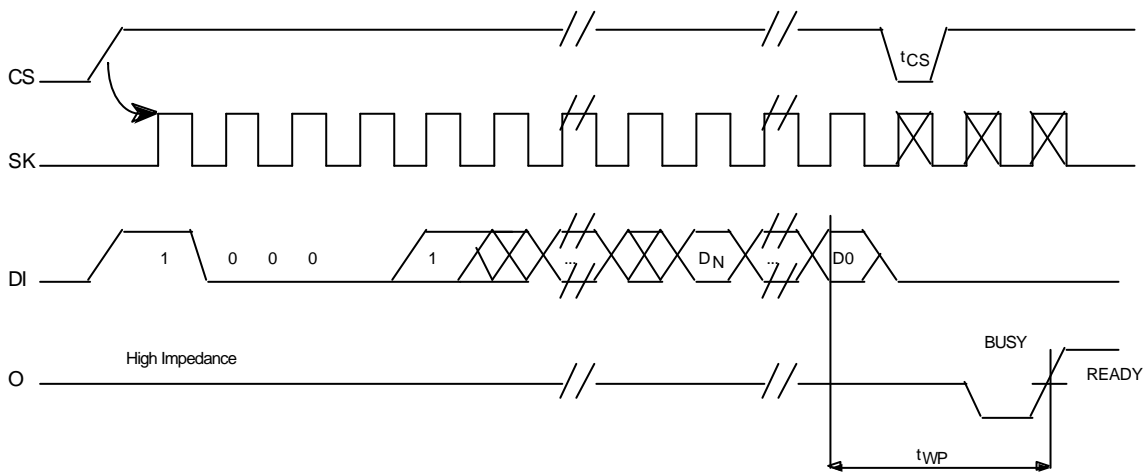 tCS
CS
SK
1 0 0 0 1 ... DN ... D0
DI
High Impedance
BUSY
O
READY
tWP